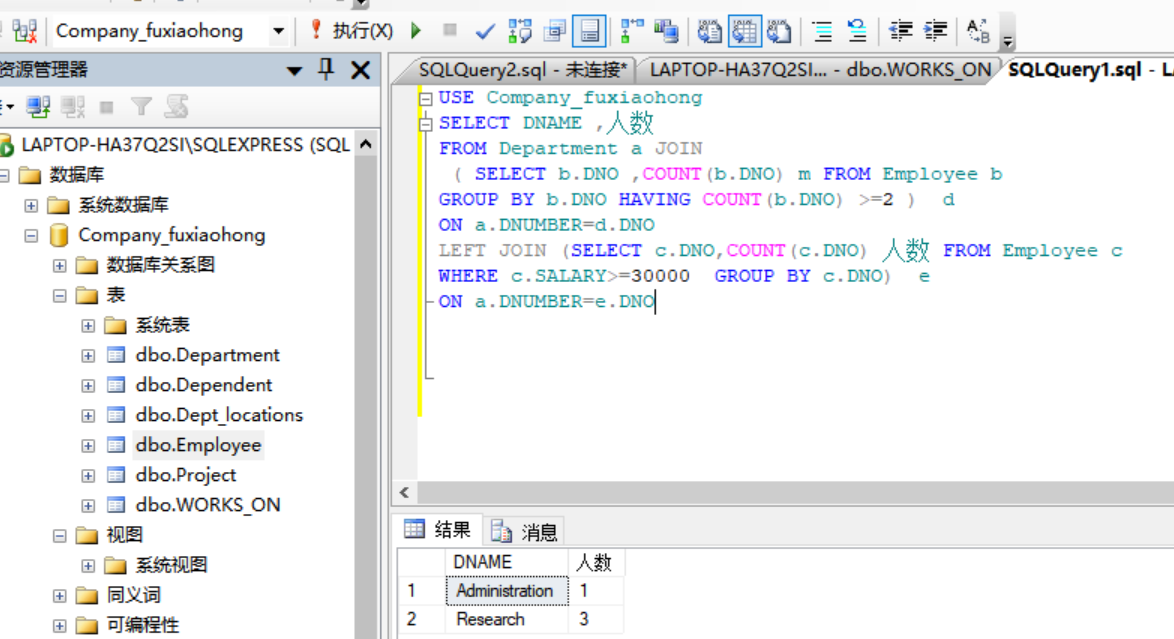 Company_fuxiaohong
执行(X)
资源管理器
LAPTOP-HA37Q2SI\SQLEXPRESS (SQL
数据库
系统数据库
Company_fuxiaohong
数据库关系图
表
系统表
dbo.Department
dbo.Dependent
dbo.Dept_locations
dbo.Employee
dbo.Project
dbo.WORKS_ON
视图
系统视图
同义词
可编程性
SQLQuery2.sql - 未连接*
LAPTOP-HA37Q2SI... - dbo.WORKS_ON
SQLQuery1.sql - L
USE Company_fuxiaohong
SELECT DNAME ,人数
FROM Department a JOIN
( SELECT b.DNO ,COUNT(b.DNO) m FROM Employee b
GROUP BY b.DNO HAVING COUNT(b.DNO) >=2 ) d
ON a.DNUMBER=d.DNO
LEFT JOIN (SELECT c.DNO,COUNT(c.DNO) 人数 FROM Employee c
WHERE c.SALARY>=30000 GROUP BY c.DNO) e
ON a.DNUMBER=e.DNO
结果
消息
DNAME 人数
1 Administration 1
2 Research 3